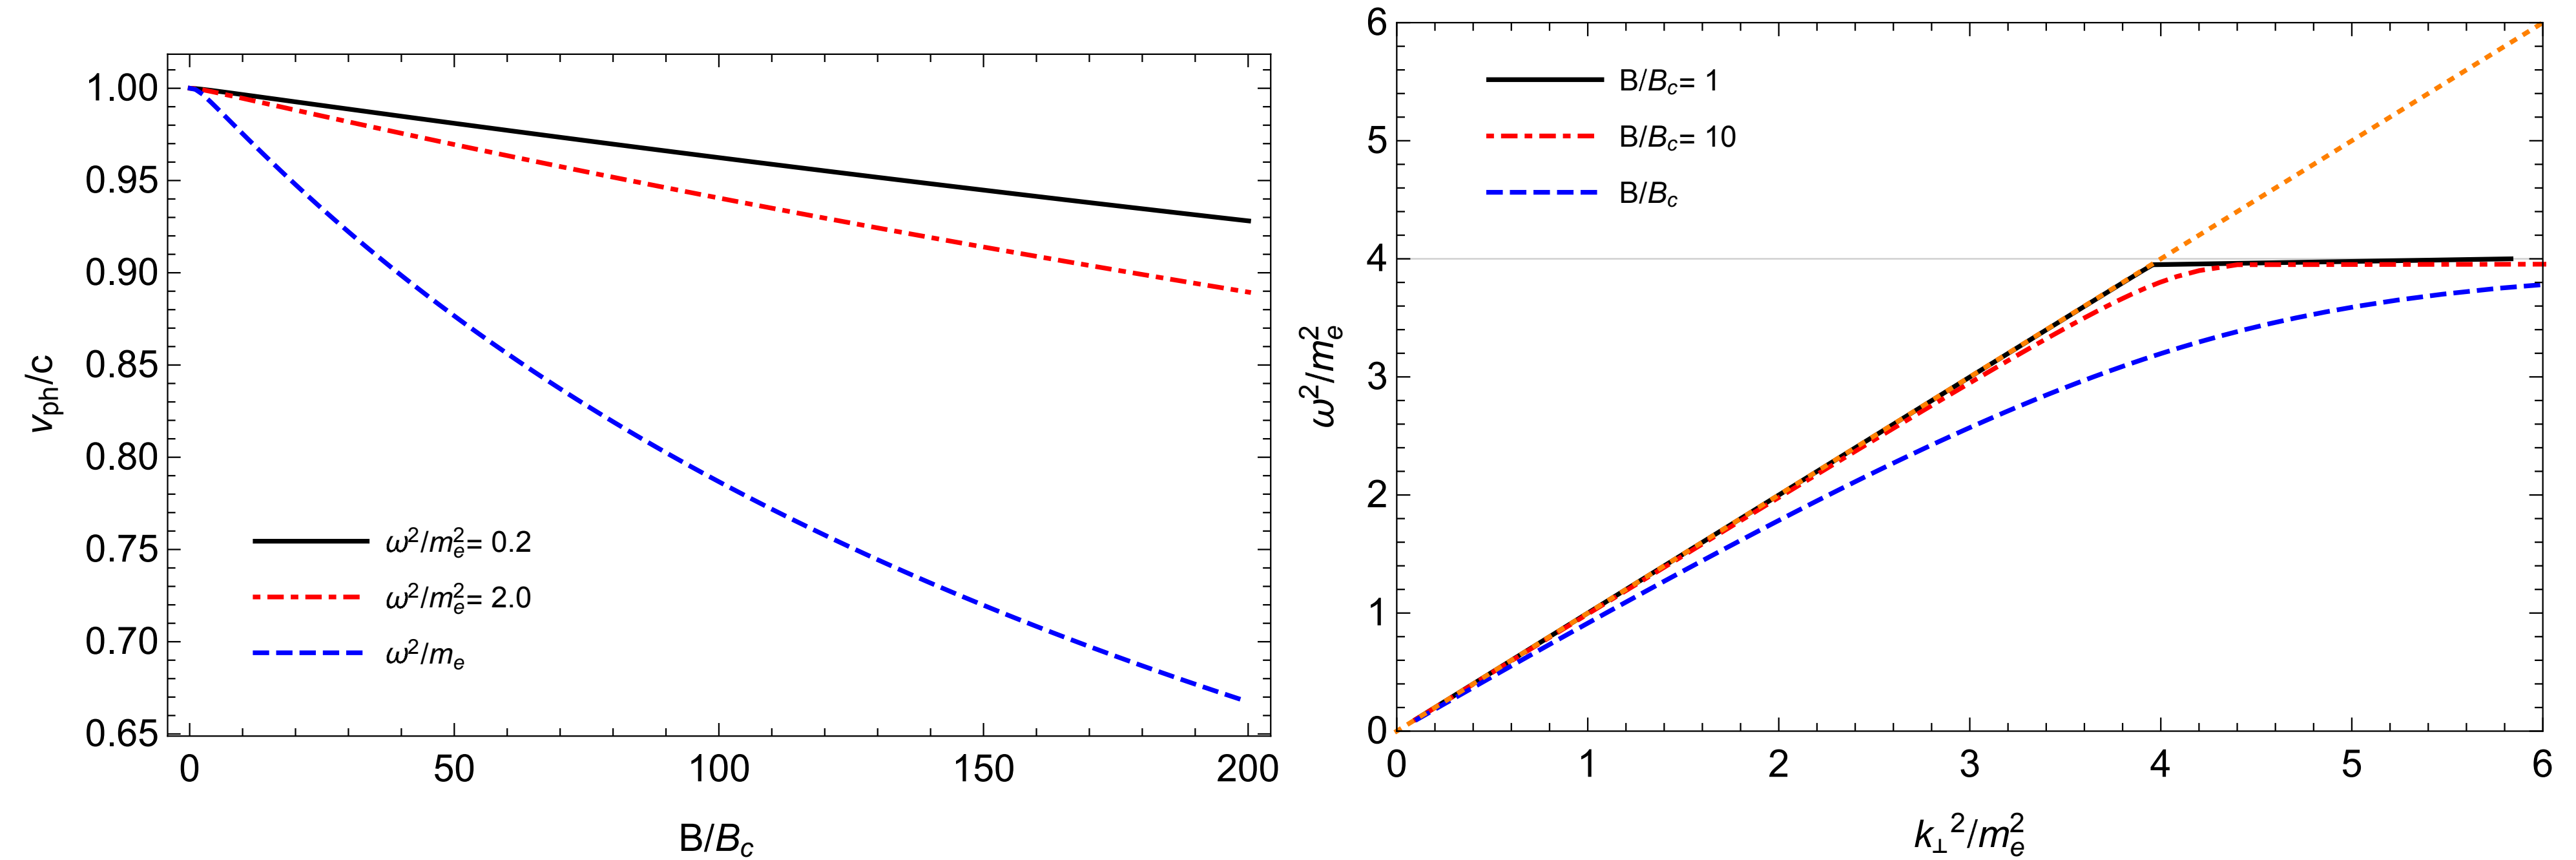 1.00
0.95
0.90
0.85
0.80
0.75
0.70
0.65
v_ph/c
ω²/m_e²= 0.2
ω²/m_e²= 2.0
ω²/m_e
0 50 100 150 200
B/B_c
6
5
4
3
2
1
0
ω²/m_e²
B/B_c= 1
B/B_c= 10
B/B_c
0 1 2 3 4 5 6
k_⊥²/m_e²